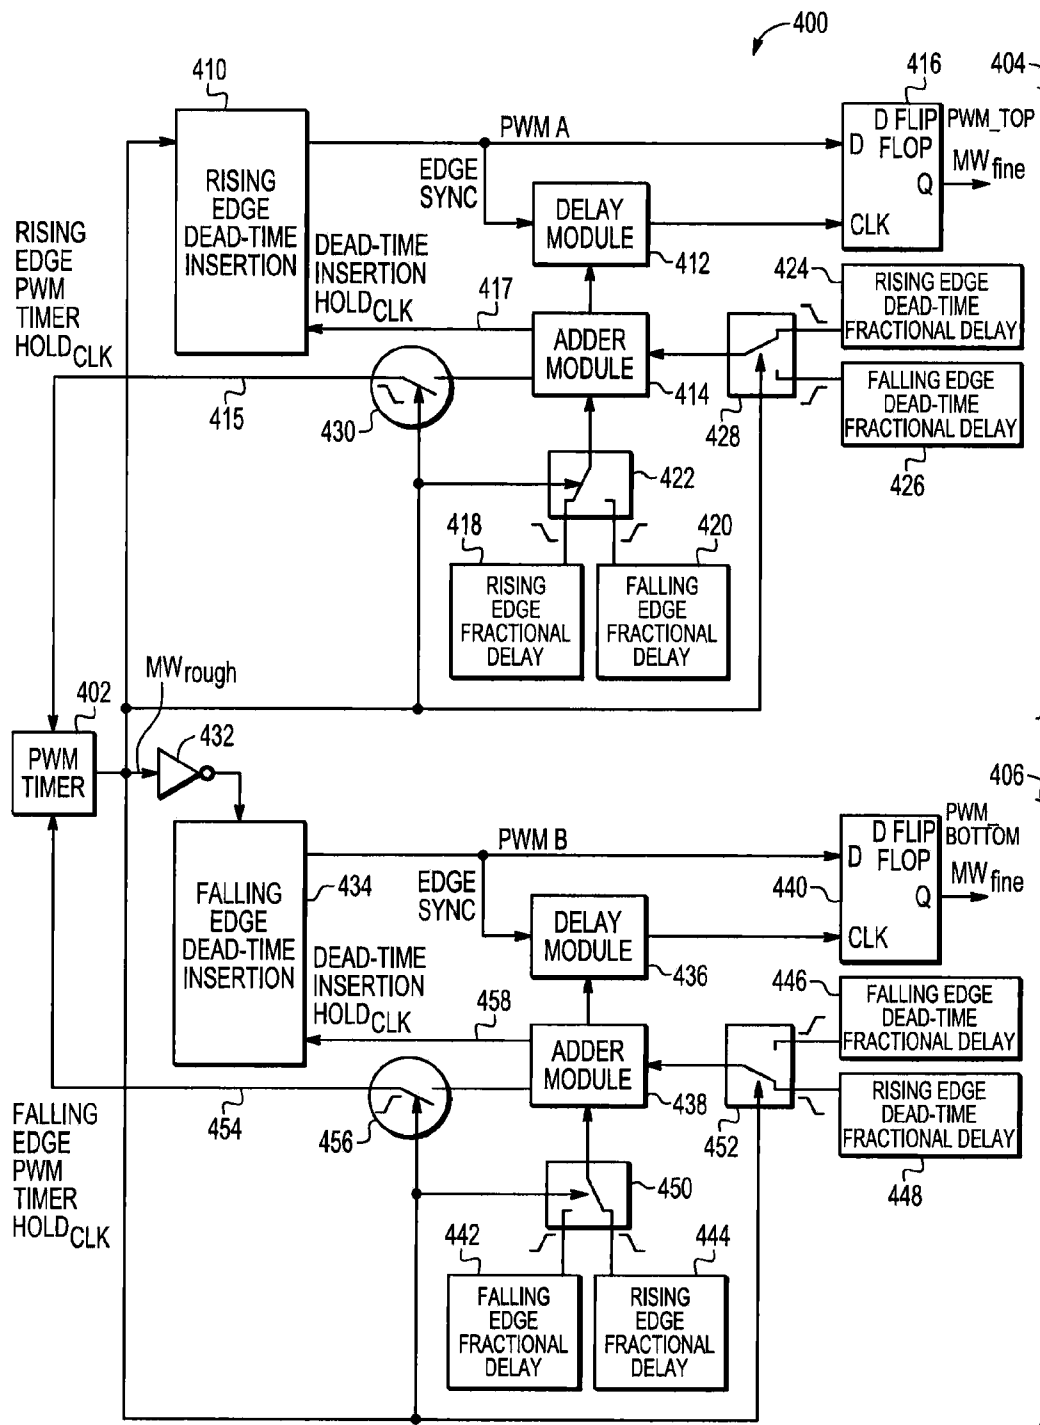 400
410
416
404
D FLIP
FLOP
D
Q
CLK
PWM_TOP
MWfine
PWM A
EDGE
SYNC
RISING
EDGE
DEAD-TIME
INSERTION
DELAY
MODULE
412
RISING
EDGE
PWM
TIMER
HOLDCLK
DEAD-TIME
INSERTION
HOLDCLK
417
424
RISING EDGE
DEAD-TIME
FRACTIONAL DELAY
ADDER
MODULE
414
428
FALLING EDGE
DEAD-TIME
FRACTIONAL DELAY
426
415
430
422
418
420
RISING
EDGE
FRACTIONAL
DELAY
FALLING
EDGE
FRACTIONAL
DELAY
MWrough
402
PWM
TIMER
432
406
PWM_
BOTTOM
D FLIP
FLOP
D
Q
CLK
440
MWfine
PWM B
EDGE
SYNC
434
FALLING
EDGE
DEAD-TIME
INSERTION
DELAY
MODULE
436
DEAD-TIME
INSERTION
HOLDCLK
458
446
FALLING EDGE
DEAD-TIME
FRACTIONAL DELAY
ADDER
MODULE
438
452
RISING EDGE
DEAD-TIME
FRACTIONAL DELAY
448
FALLING
EDGE
PWM
TIMER
HOLDCLK
454
456
450
442
444
FALLING
EDGE
FRACTIONAL
DELAY
RISING
EDGE
FRACTIONAL
DELAY